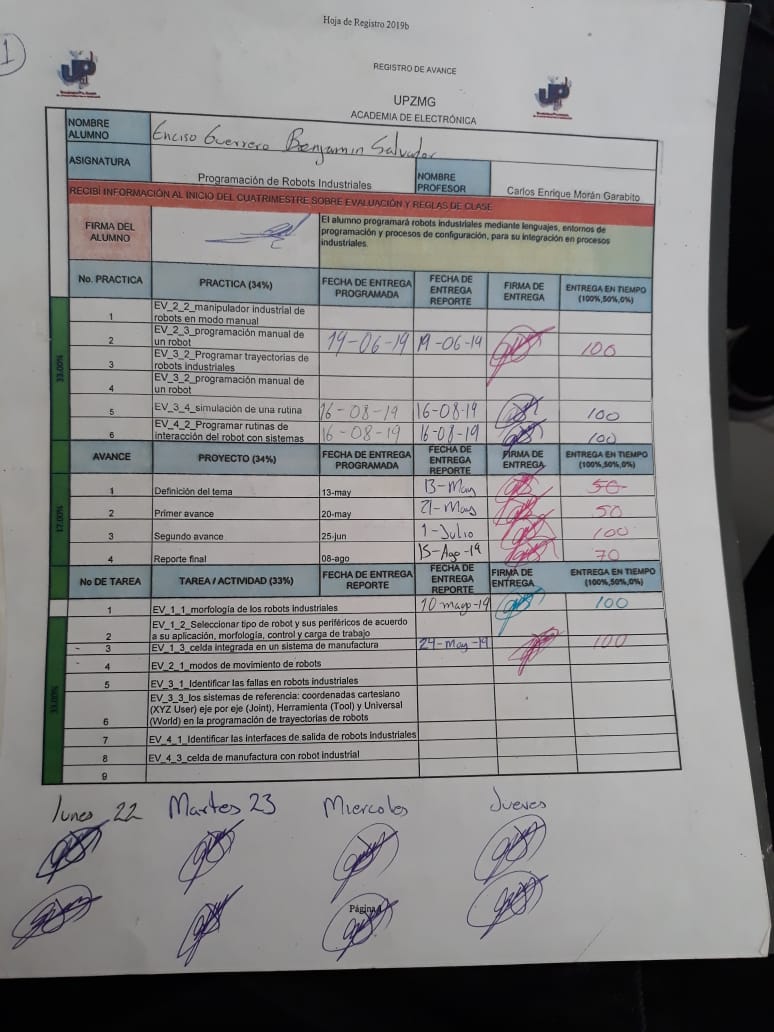 Hoja de Registro 2019b
1
REGISTRO DE AVANCE
UPZMG
ACADEMIA DE ELECTRÓNICA
NOMBRE ALUMNO Enciso Guerrero Benjamin Salvador
ASIGNATURA Programación de Robots Industriales NOMBRE PROFESOR Carlos Enrique Morán Garabito
RECIBÍ INFORMACIÓN AL INICIO DEL CUATRIMESTRE SOBRE EVALUACIÓN Y REGLAS DE CLASE
FIRMA DEL ALUMNO El alumno programará robots industriales mediante lenguajes, entornos de programación y procesos de configuración, para su integración en procesos industriales.
No. PRACTICA PRACTICA (34%) FECHA DE ENTREGA PROGRAMADA FECHA DE ENTREGA REPORTE FIRMA DE ENTREGA ENTREGA EN TIEMPO (100%,50%,0%)
33.00%
1 EV_2_2_manipulador industrial de robots en modo manual
2 EV_2_3_programación manual de un robot 19-06-19 19-06-19 100
3 EV_3_2_Programar trayectorias de robots industriales
4 EV_3_2_programación manual de un robot
5 EV_3_4_simulación de una rutina 16-08-19 16-08-19 100
6 EV_4_2_Programar rutinas de interacción del robot con sistemas 16-08-19 16-08-19 100
AVANCE PROYECTO (34%) FECHA DE ENTREGA PROGRAMADA FECHA DE ENTREGA REPORTE FIRMA DE ENTREGA ENTREGA EN TIEMPO (100%,50%,0%)
17.00%
1 Definición del tema 13-may 13-May 50
2 Primer avance 20-may 21-May 50
3 Segundo avance 25-jun 1-Julio 100
4 Reporte final 08-ago 15-Ago-19 70
No DE TAREA TAREA / ACTIVIDAD (33%) FECHA DE ENTREGA REPORTE FECHA DE ENTREGA REPORTE FIRMA DE ENTREGA ENTREGA EN TIEMPO (100%,50%,0%)
33.00%
1 EV_1_1_morfología de los robots industriales 10 mayo-19 100
2 EV_1_2_Seleccionar tipo de robot y sus periféricos de acuerdo a su aplicación, morfología, control y carga de trabajo
3 EV_1_3_celda integrada en un sistema de manufactura 24-May-19 100
4 EV_2_1_modos de movimiento de robots
5 EV_3_1_Identificar las fallas en robots industriales
6 EV_3_3_los sistemas de referencia: coordenadas cartesiano (XYZ User) eje por eje (Joint), Herramienta (Tool) y Universal (World) en la programación de trayectorias de robots
7 EV_4_1_Identificar las interfaces de salida de robots industriales
8 EV_4_3_celda de manufactura con robot industrial
9
lunes 22 Martes 23 Miercoles Jueves
Página